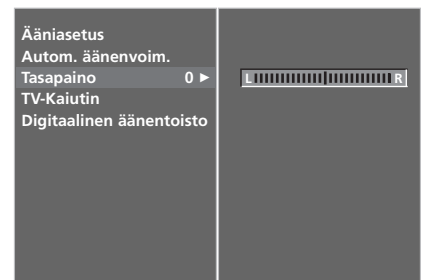 Ääniasetus
Autom. äänenvoim.
Tasapaino 0 ►
L R
TV-Kaiutin
Digitaalinen äänentoisto